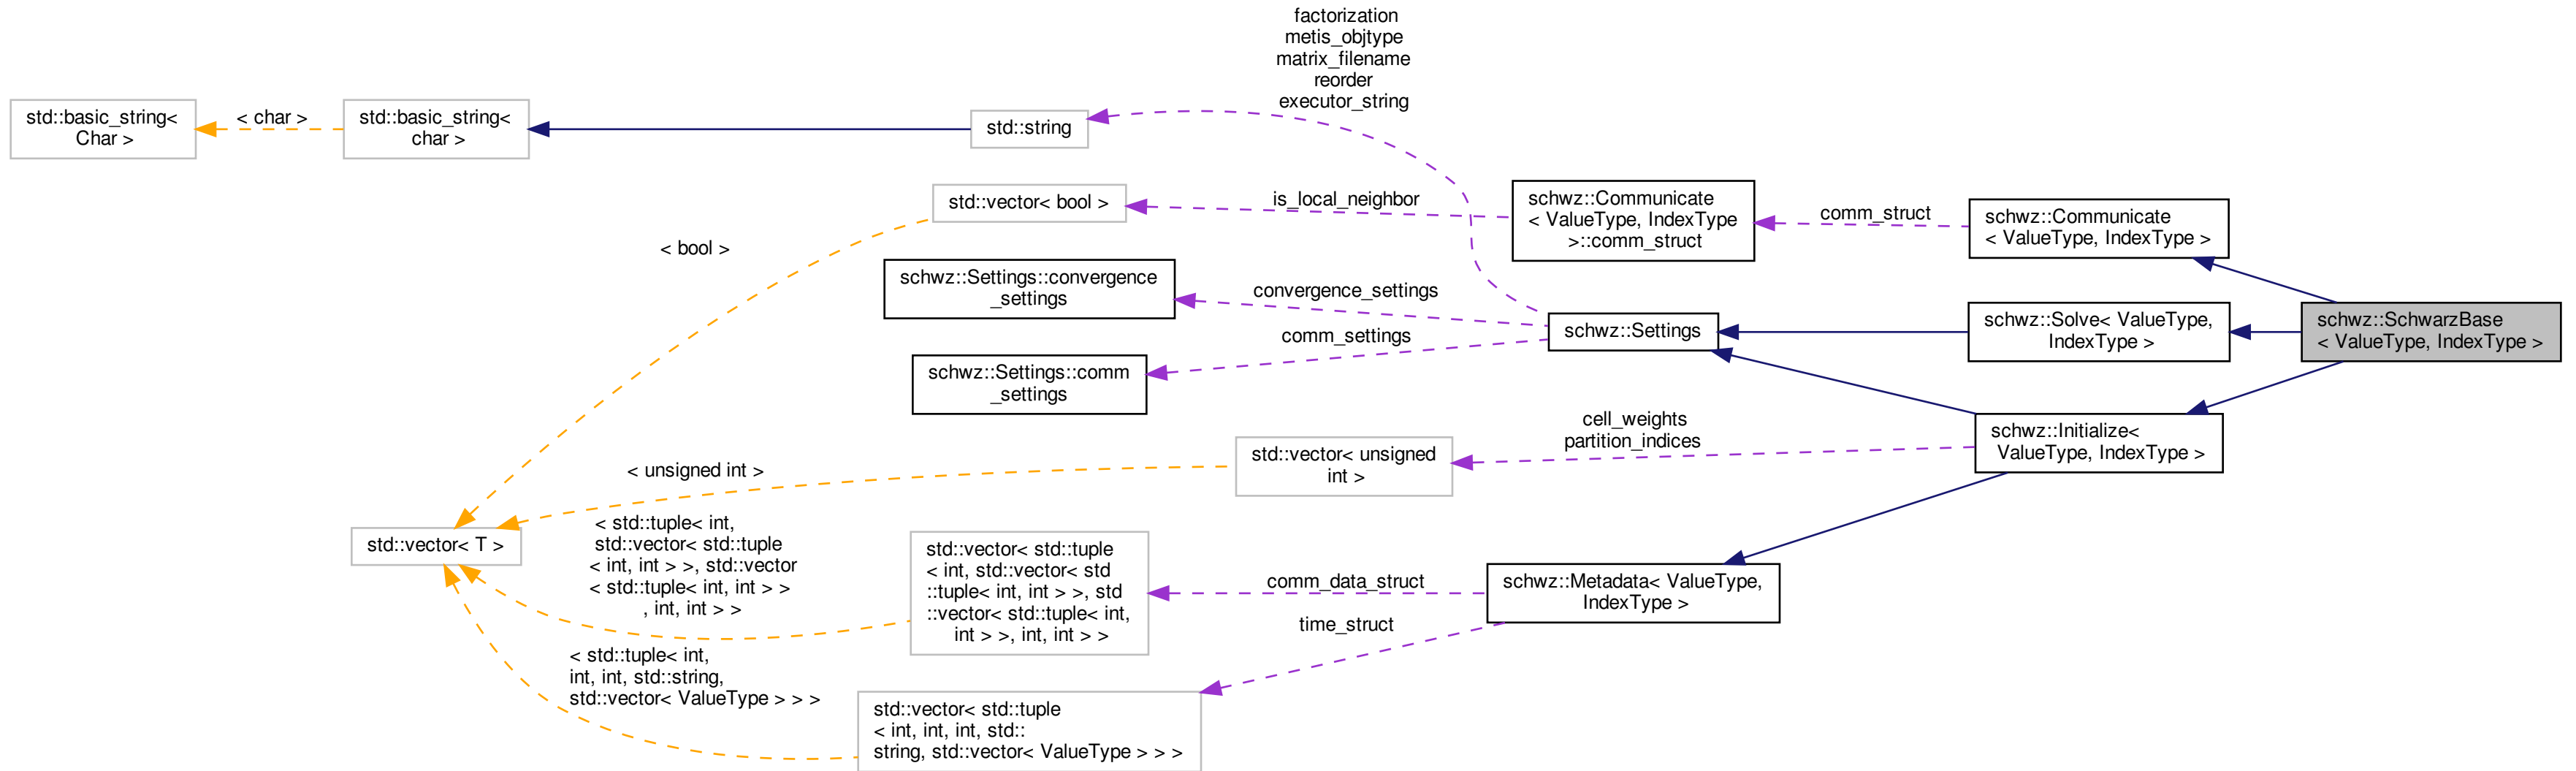 factorization
metis_objtype
matrix_filename
reorder
executor_string
std::basic_string<
Char >
< char >
std::basic_string<
char >
std::string
std::vector< bool >
is_local_neighbor
schwz::Communicate
< ValueType, IndexType
>::comm_struct
comm_struct
schwz::Communicate
< ValueType, IndexType >
< bool >
schwz::Settings::convergence
_settings
convergence_settings
schwz::Settings
schwz::Solve< ValueType,
IndexType >
schwz::SchwarzBase
< ValueType, IndexType >
schwz::Settings::comm
_settings
comm_settings
cell_weights
partition_indices
schwz::Initialize<
ValueType, IndexType >
std::vector< unsigned
int >
< unsigned int >
std::vector< T >
< std::tuple< int,
std::vector< std::tuple
< int, int > >, std::vector
< std::tuple< int, int > >
, int, int > >
std::vector< std::tuple
< int, std::vector< std
::tuple< int, int > >, std
::vector< std::tuple< int,
int > >, int, int > >
comm_data_struct
schwz::Metadata< ValueType,
IndexType >
time_struct
< std::tuple< int,
int, int, std::string,
std::vector< ValueType > > >
std::vector< std::tuple
< int, int, int, std::
string, std::vector< ValueType > > >